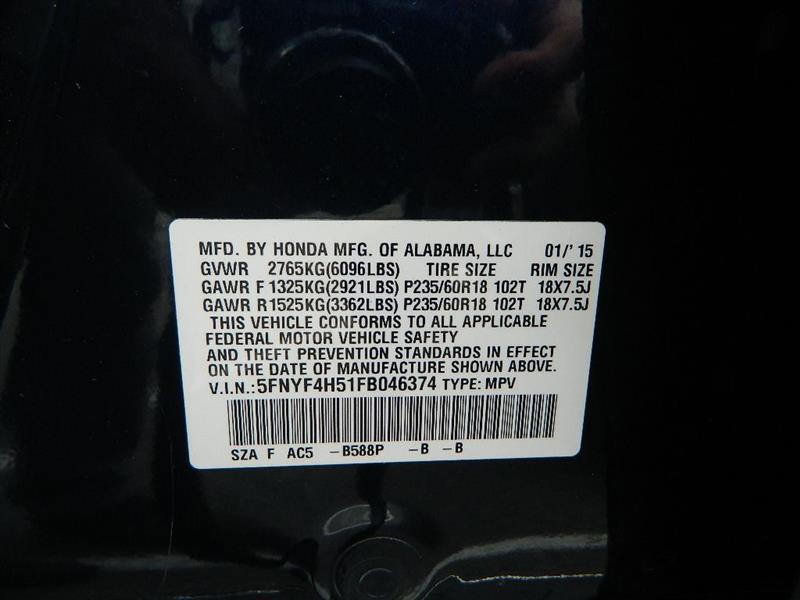 MFD. BY HONDA MFG. OF ALABAMA, LLC 01/'15
GVWR 2765KG(6096LBS) TIRE SIZE RIM SIZE
GAWR F 1325KG(2921LBS) P235/60R18 102T 18X7.5J
GAWR R 1525KG(3362LBS) P235/60R18 102T 18X7.5J
THIS VEHICLE CONFORMS TO ALL APPLICABLE
FEDERAL MOTOR VEHICLE SAFETY
AND THEFT PREVENTION STANDARDS IN EFFECT
ON THE DATE OF MANUFACTURE SHOWN ABOVE.
V.I.N.:5FNYF4H51FB046374 TYPE: MPV
SZA F AC5 -B588P -B -B